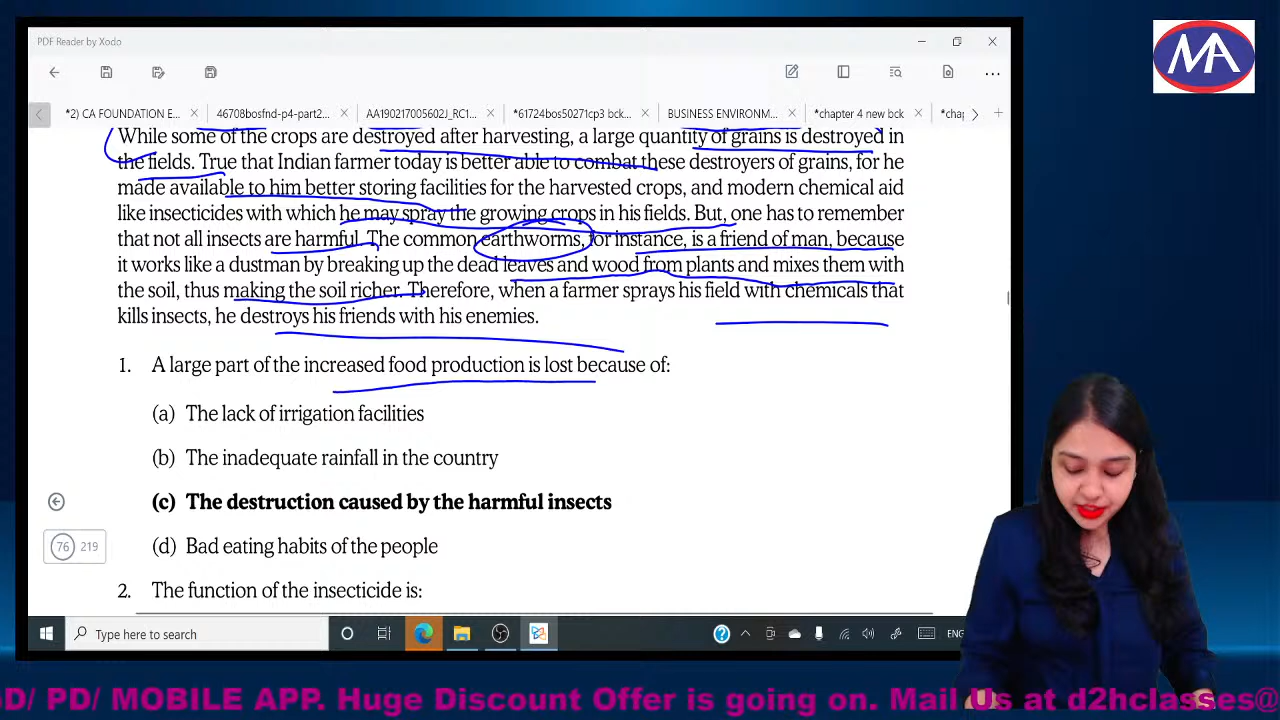 PDF Reader by Xodo
MA
*2) CA FOUNDATION E... 46708bosfnd-p4-part2... AA190217005602J_RC1... *61724bos50271cp3 bck... BUSINESS ENVIRONM... *chapter 4 new bck *chap
While some of the crops are destroyed after harvesting, a large quantity of grains is destroyed in
the fields. True that Indian farmer today is better able to combat these destroyers of grains, for he
made available to him better storing facilities for the harvested crops, and modern chemical aid
like insecticides with which he may spray the growing crops in his fields. But, one has to remember
that not all insects are harmful. The common earthworms, for instance, is a friend of man, because
it works like a dustman by breaking up the dead leaves and wood from plants and mixes them with
the soil, thus making the soil richer. Therefore, when a farmer sprays his field with chemicals that
kills insects, he destroys his friends with his enemies.
1. A large part of the increased food production is lost because of:
(a) The lack of irrigation facilities
(b) The inadequate rainfall in the country
(c) The destruction caused by the harmful insects
(d) Bad eating habits of the people
76 219
2. The function of the insecticide is:
Type here to search
ENG
D/ PD/ MOBILE APP. Huge Discount Offer is going on. Mail Us at d2hclasses@